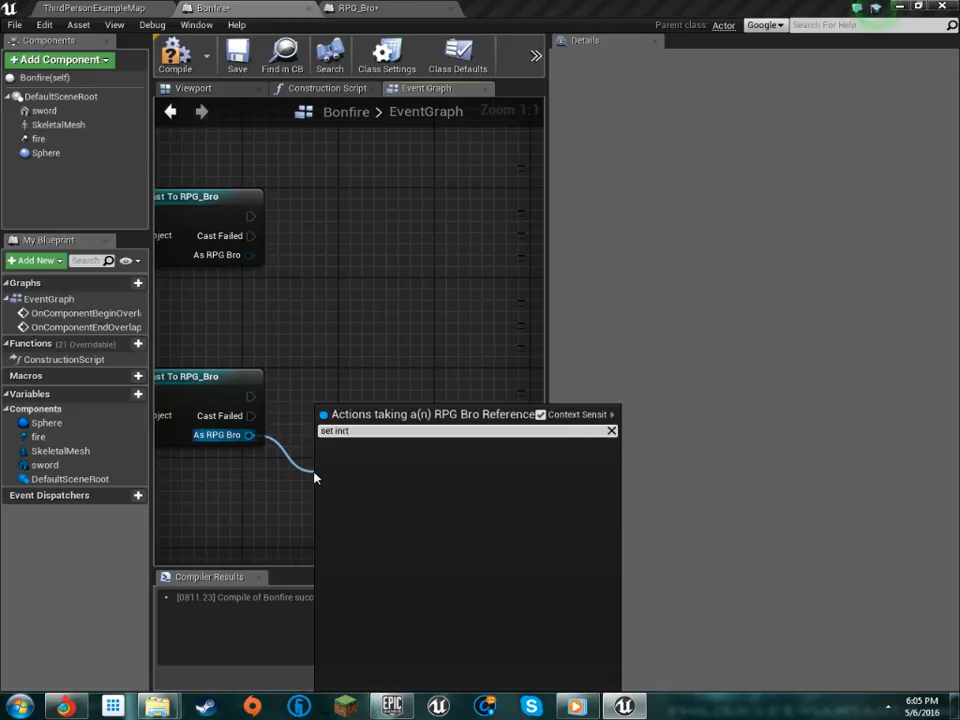 ThirdPersonExampleMap
Bonfire*
RPG_Bro*
File Edit Asset View Debug Window Help
Parent class: Actor
Google
Search For Help
Components
Details
+ Add Component
Compile Save Find in CB Search Class Settings Class Defaults
Bonfire(self)
Viewport
Construction Script
Event Graph
DefaultSceneRoot
sword
Bonfire > EventGraph
Zoom 1:1
SkeletalMesh
fire
Sphere
st To RPG_Bro
oject Cast Failed
As RPG Bro
My Blueprint
+ Add New
Search
Graphs
EventGraph
OnComponentBeginOverl
OnComponentEndOverlap
Functions (21 Overridable)
ConstructionScript
Macros
Variables
Components
Sphere
fire
SkeletalMesh
sword
DefaultSceneRoot
Event Dispatchers
st To RPG_Bro
oject Cast Failed
As RPG Bro
Actions taking a(n) RPG Bro Reference
Context Sensit
set inrt
Compiler Results
[0811.23] Compile of Bonfire succ
EPIC
6:05 PM
5/6/2016